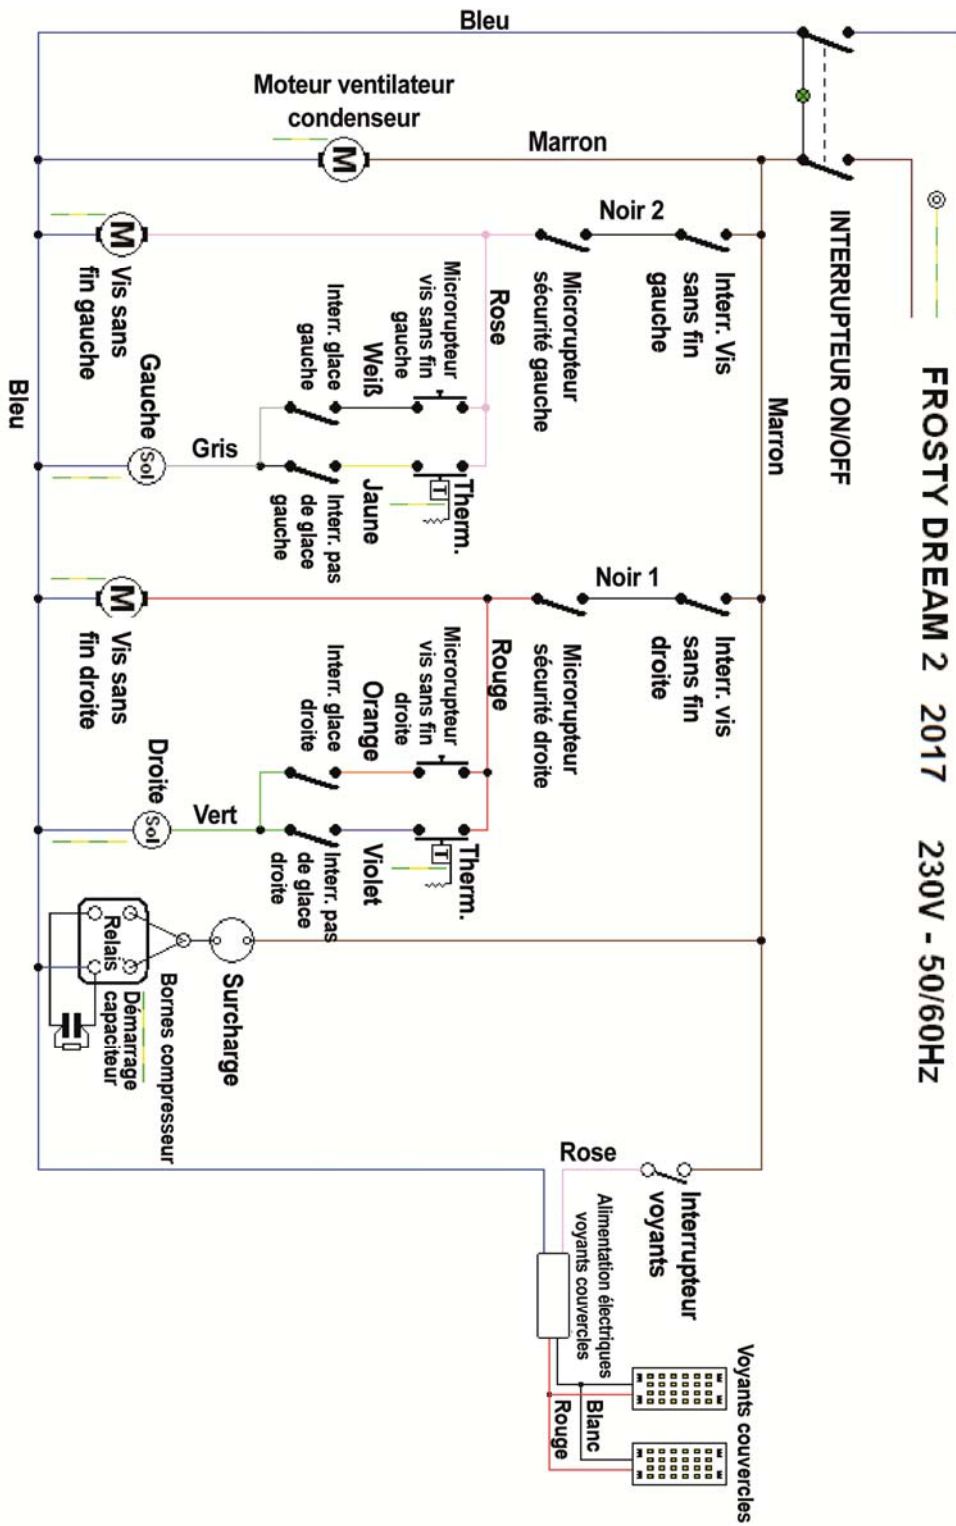 FROSTY DREAM 2 2017 230V - 50/60Hz
INTERRUPTEUR ON/OFF
Bleu
Moteur ventilateur
condenseur
M
Marron
Marron
Noir 2
Interr. Vis
sans fin
gauche
Microrupteur
sécurité gauche
Rose
M
Vis sans
fin gauche
Microrupteur
vis sans fin
gauche
Weiß
Interr. glace
gauche
Therm.
T
Jaune
Interr. pas
de glace
gauche
Gris
Gauche
Sol
Bleu
Noir 1
Interr. vis
sans fin
droite
Microrupteur
sécurité droite
Rouge
M
Vis sans
fin droite
Microrupteur
vis sans fin
droite
Orange
Interr. glace
droite
Therm.
T
Violet
Interr. pas
de glace
droite
Vert
Droite
Sol
Surcharge
Bornes compresseur
Relais
Démarrage
capaciteur
Interrupteur
voyants
Rose
Alimentation électriques
voyants couvercles
Voyants couvercles
Blanc
Rouge